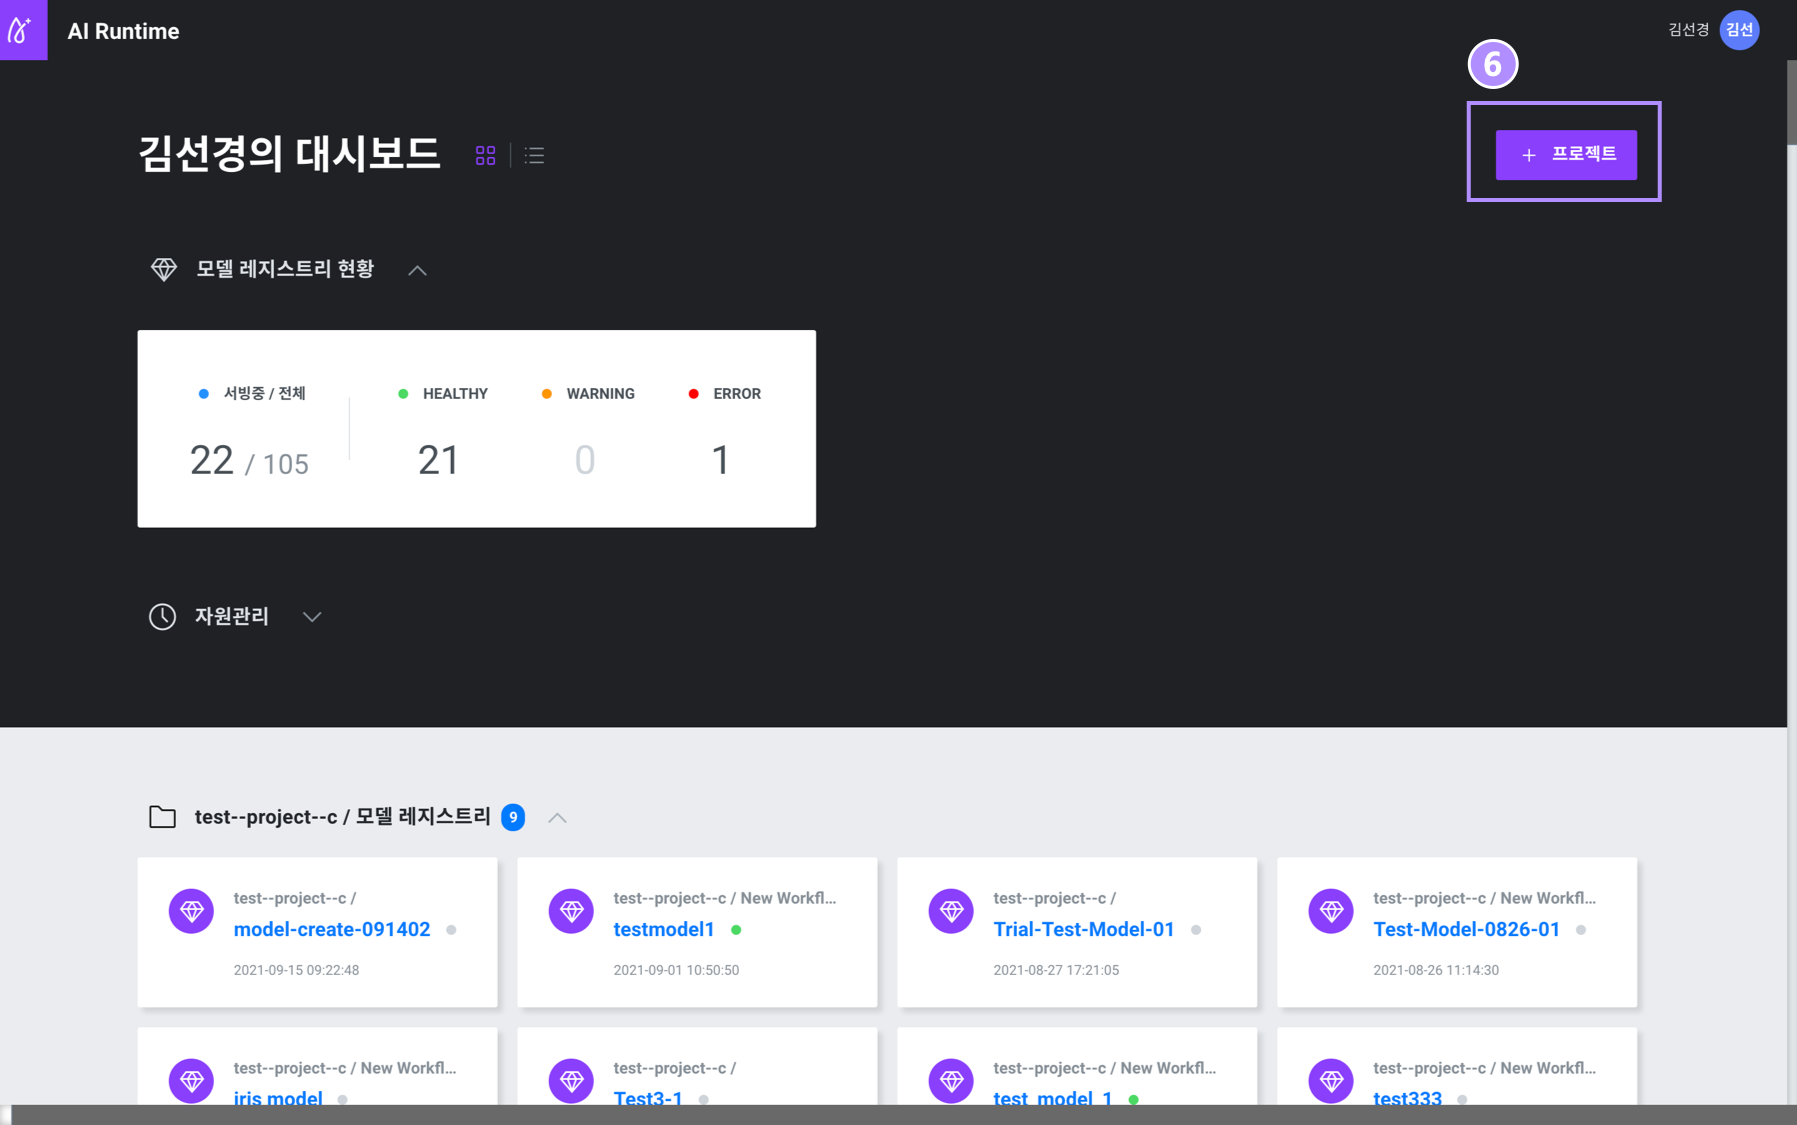 AI Runtime
김선경 김선
6
김선경의 대시보드
+ 프로젝트
모델 레지스트리 현황
서빙중 / 전체 HEALTHY WARNING ERROR
22 / 105 21 0 1
자원관리
test--project--c / 모델 레지스트리 9
test--project--c /
model-create-091402
2021-09-15 09:22:48
test--project--c / New Workfl...
testmodel1
2021-09-01 10:50:50
test--project--c /
Trial-Test-Model-01
2021-08-27 17:21:05
test--project--c / New Workfl...
Test-Model-0826-01
2021-08-26 11:14:30
test--project--c / New Workfl...
iris model
test--project--c /
Test3-1
test--project--c / New Workfl...
test_model_1
test--project--c / New Workfl...
test333